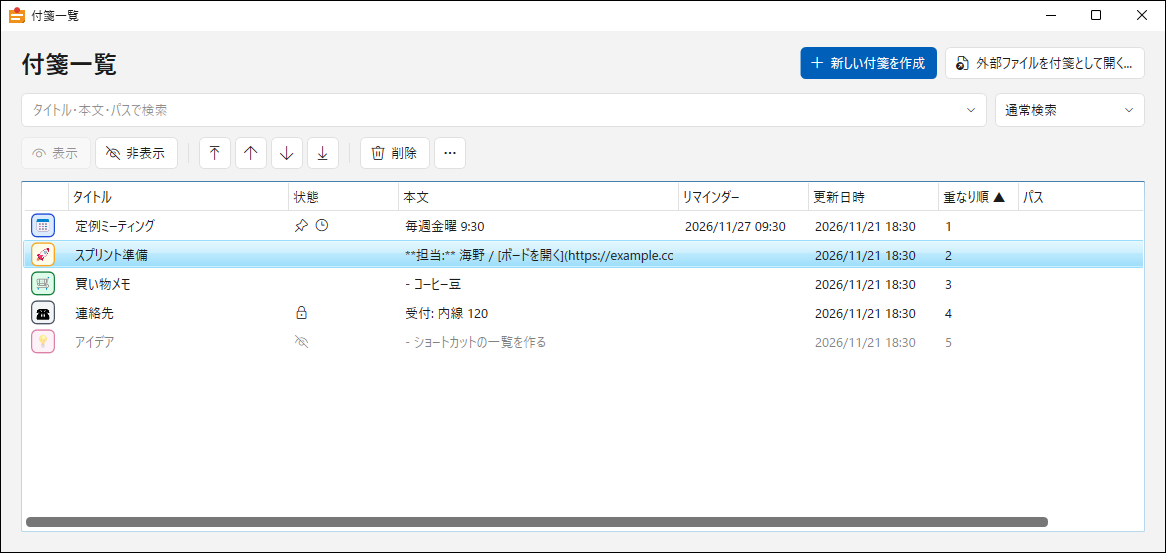 付箋一覧
付箋一覧
新しい付箋を作成
外部ファイルを付箋として開く...
タイトル・本文・パスで検索
通常検索
表示
非表示
削除
タイトル 状態 本文 リマインダー 更新日時 重なり順 ▲ パス
定例ミーティング 毎週金曜 9:30 2026/11/27 09:30 2026/11/21 18:30 1
スプリント準備 **担当:** 海野 / [ボードを開く](https://example.cc 2026/11/21 18:30 2
買い物メモ - コーヒー豆 2026/11/21 18:30 3
連絡先 受付: 内線 120 2026/11/21 18:30 4
アイデア - ショートカットの一覧を作る 2026/11/21 18:30 5